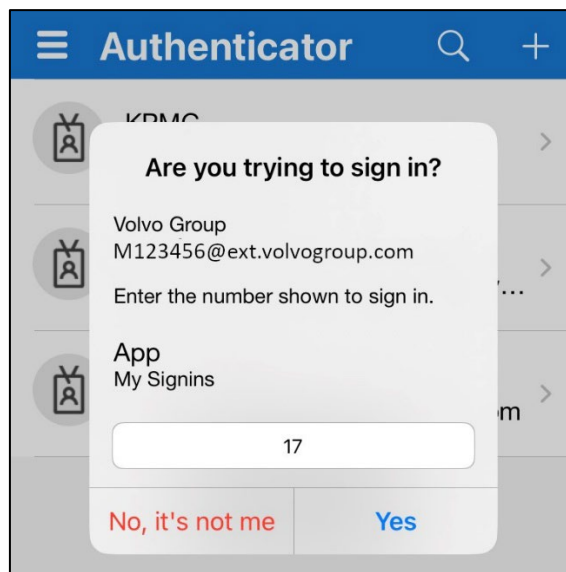 Authenticator
KPMG
Are you trying to sign in?
Volvo Group
M123456@ext.volvogroup.com
Enter the number shown to sign in.
App
My Signins
17
No, it's not me
Yes